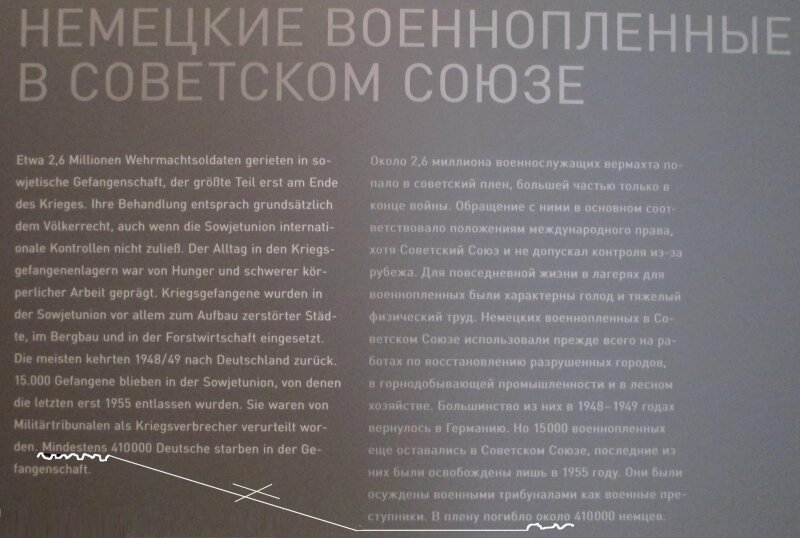 НЕМЕЦКИЕ ВОЕННОПЛЕННЫЕ
В СОВЕТСКОМ СОЮЗЕ
Etwa 2,6 Millionen Wehrmachtsoldaten gerieten in so-
wjetische Gefangenschaft, der größte Teil erst am Ende
des Krieges. Ihre Behandlung entsprach grundsätzlich
dem Völkerrecht, auch wenn die Sowjetunion internati-
onale Kontrollen nicht zuließ. Der Alltag in den Kriegs-
gefangenenlagern war von Hunger und schwerer kör-
perlicher Arbeit geprägt. Kriegsgefangene wurden in
der Sowjetunion vor allem zum Aufbau zerstörter Städ-
te, im Bergbau und in der Forstwirtschaft eingesetzt.
Die meisten kehrten 1948/49 nach Deutschland zurück.
15.000 Gefangene blieben in der Sowjetunion, von denen
die letzten erst 1955 entlassen wurden. Sie waren von
Militärtribunalen als Kriegsverbrecher verurteilt wor-
den. Mindestens 410000 Deutsche starben in der Ge-
fangenschaft.
Около 2,6 миллиона военнослужащих вермахта по-
пало в советский плен, большей частью только в
конце войны. Обращение с ними в основном соот-
ветствовало положениям международного права,
хотя Советский Союз и не допускал контроля из-за
рубежа. Для повседневной жизни в лагерях для
военнопленных были характерны голод и тяжелый
физический труд. Немецких военнопленных в Со-
ветском Союзе использовали прежде всего на ра-
ботах по восстановлению разрушенных городов,
в горнодобывающей промышленности и в лесном
хозяйстве. Большинство из них в 1948–1949 годах
вернулось в Германию. Но 15000 военнопленных
еще оставались в Советском Союзе, последние из
них были освобождены лишь в 1955 году. Они были
осуждены военными трибуналами как военные пре-
ступники. В плену погибло около 410000 немцев.